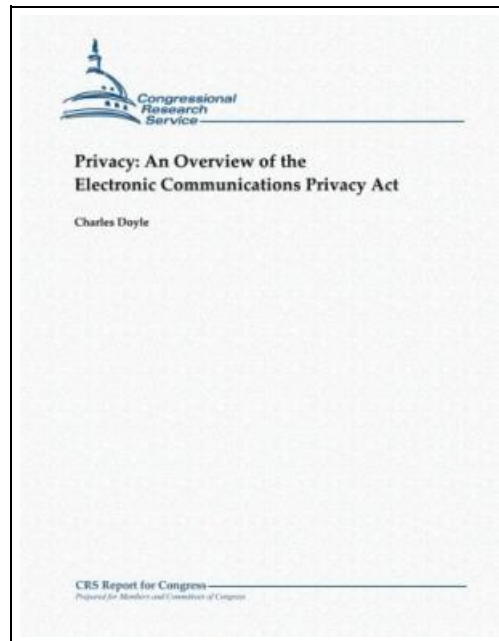 Congressional
Research
Service
Privacy: An Overview of the
Electronic Communications Privacy Act
Charles Doyle
CRS Report for Congress
Prepared for Members and Committees of Congress